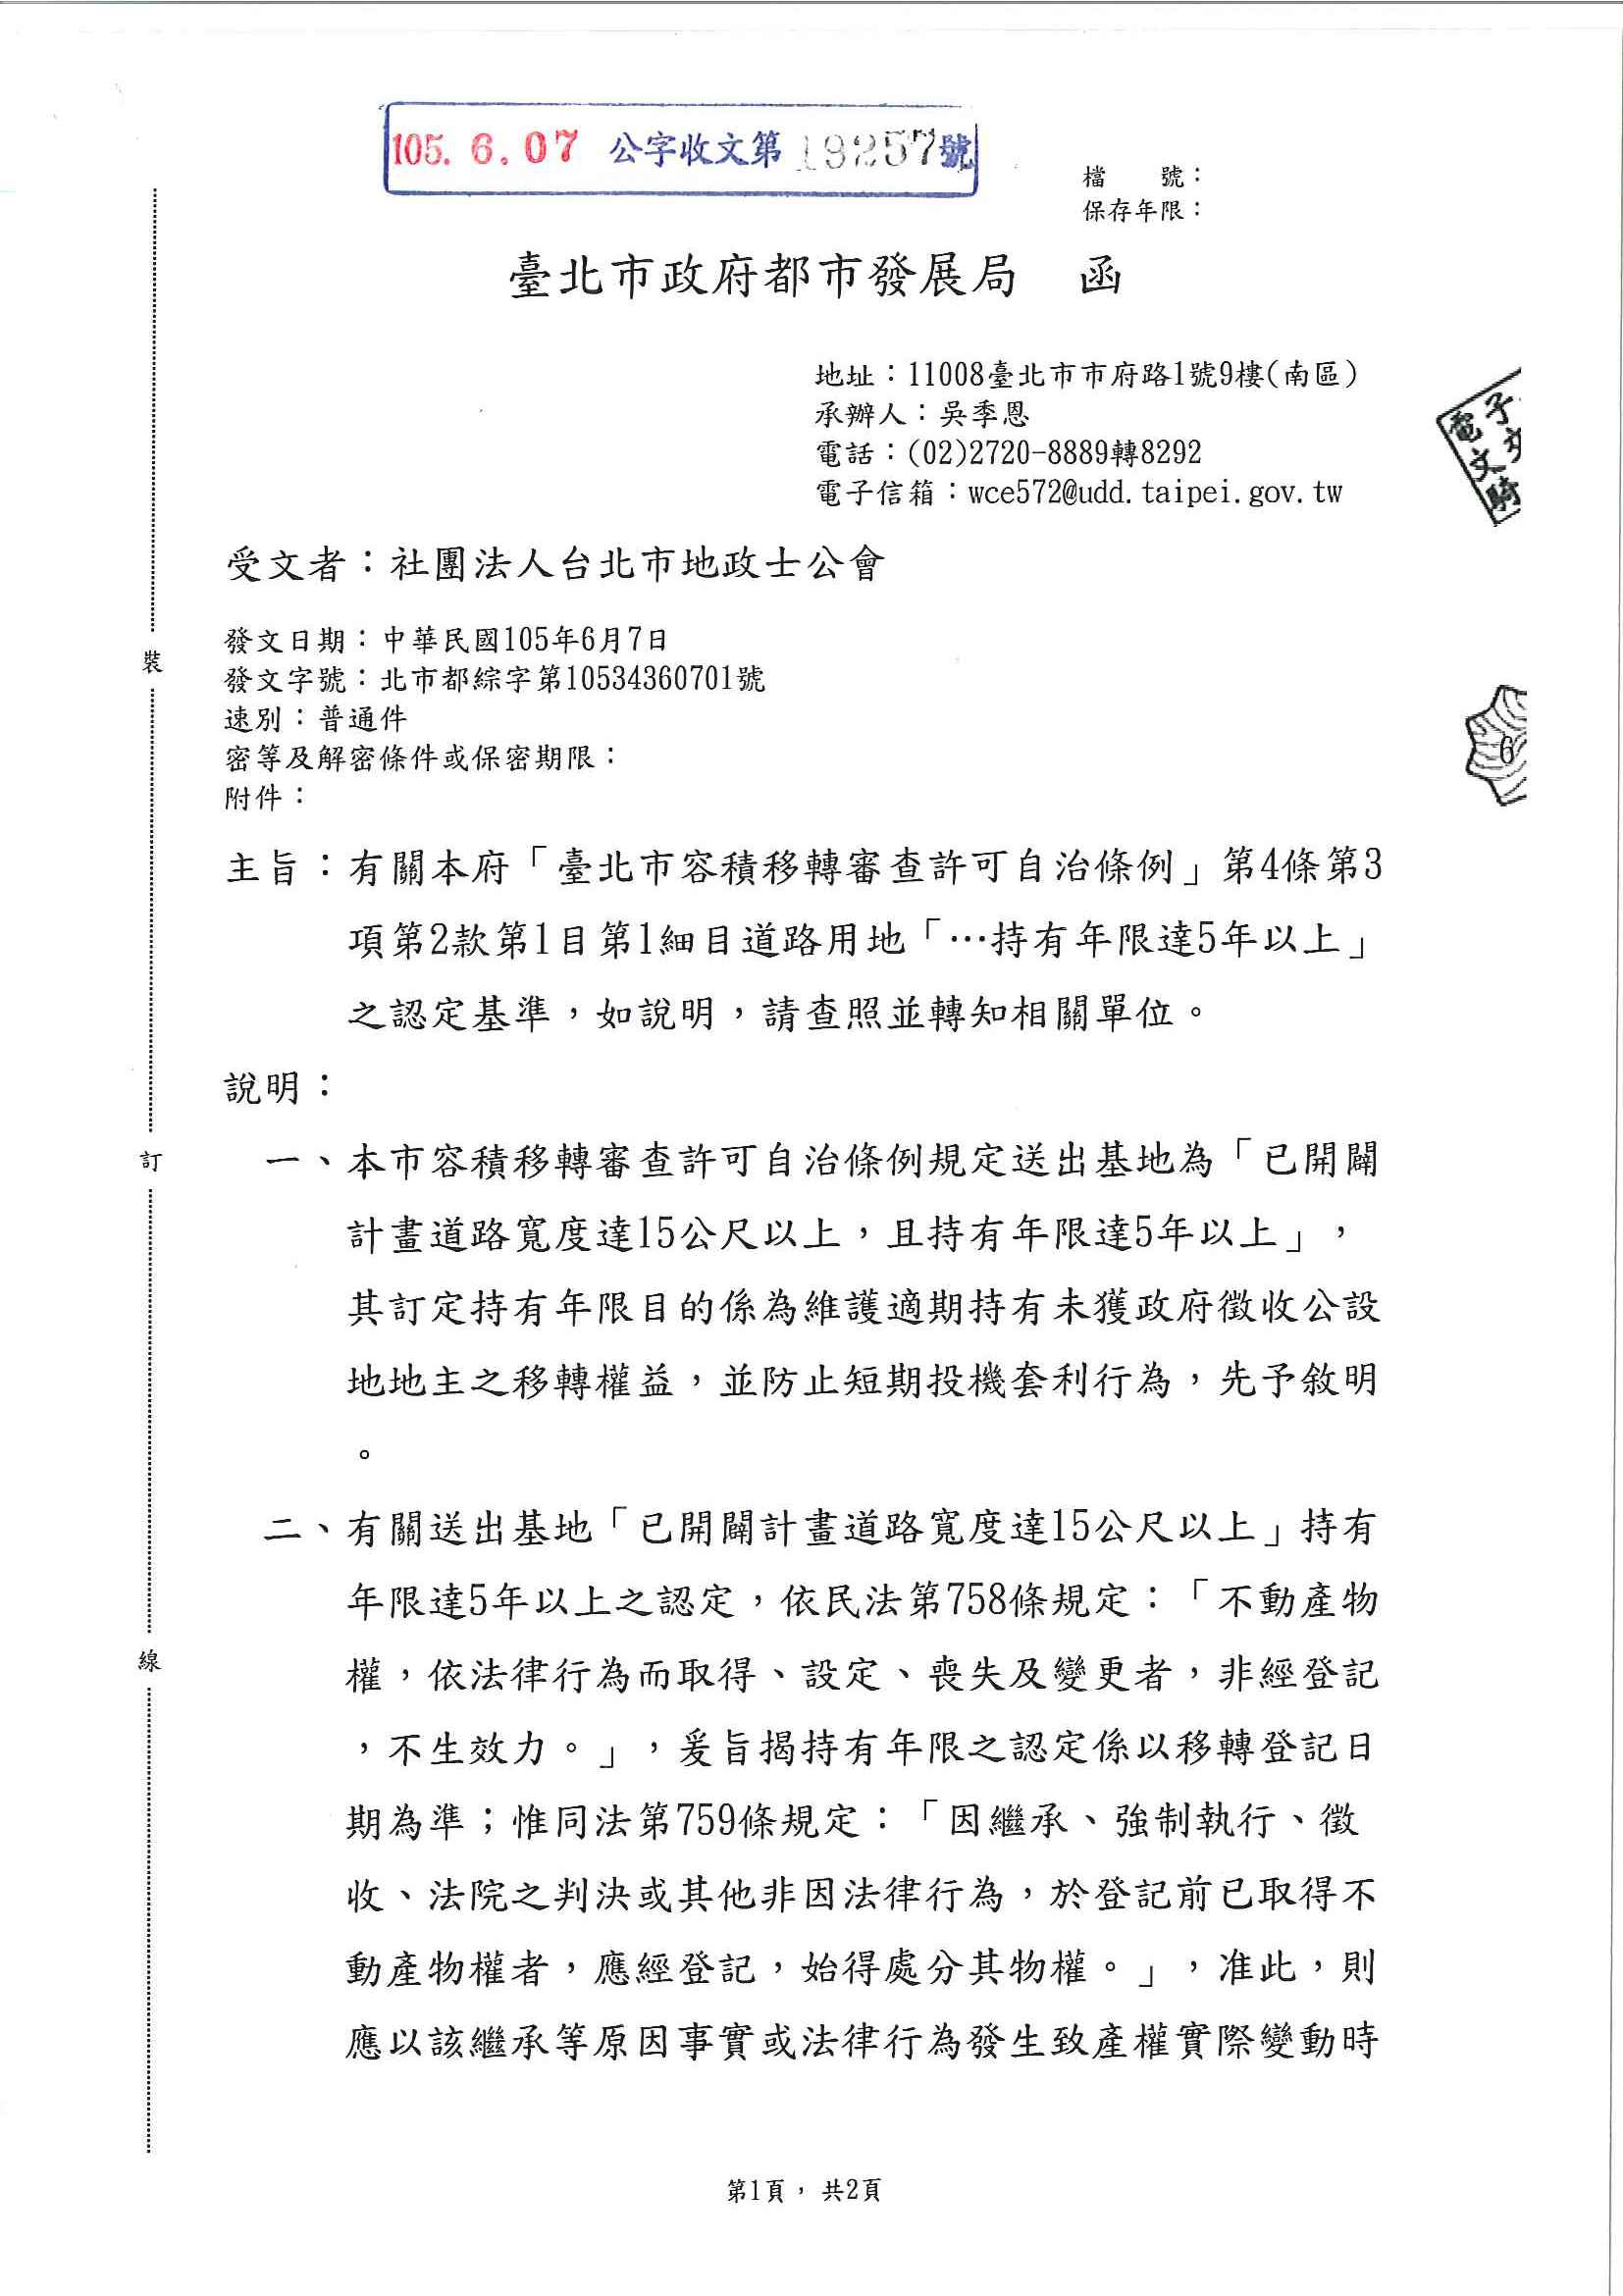 105. 6. 07 公字收文第19257號
檔　　號：
保存年限：
臺北市政府都市發展局　函
地址：11008臺北市市府路1號9樓(南區)
承辦人：吳季恩
電話：(02)2720-8889轉8292
電子信箱：wce572@udd.taipei.gov.tw
電子
文
騎
受文者：社團法人台北市地政士公會
發文日期：中華民國105年6月7日
發文字號：北市都綜字第10534360701號
速別：普通件
密等及解密條件或保密期限：
附件：
6
主旨：有關本府「臺北市容積移轉審查許可自治條例」第4條第3
項第2款第1目第1細目道路用地「…持有年限達5年以上」
之認定基準，如說明，請查照並轉知相關單位。
說明：
一、本市容積移轉審查許可自治條例規定送出基地為「已開闢
計畫道路寬度達15公尺以上，且持有年限達5年以上」，
其訂定持有年限目的係為維護適期持有未獲政府徵收公設
地地主之移轉權益，並防止短期投機套利行為，先予敘明
。
二、有關送出基地「已開闢計畫道路寬度達15公尺以上」持有
年限達5年以上之認定，依民法第758條規定：「不動產物
權，依法律行為而取得、設定、喪失及變更者，非經登記
，不生效力。」，爰旨揭持有年限之認定係以移轉登記日
期為準；惟同法第759條規定：「因繼承、強制執行、徵
收、法院之判決或其他非因法律行為，於登記前已取得不
動產物權者，應經登記，始得處分其物權。」，准此，則
應以該繼承等原因事實或法律行為發生致產權實際變動時
裝
訂
線
第1頁，共2頁